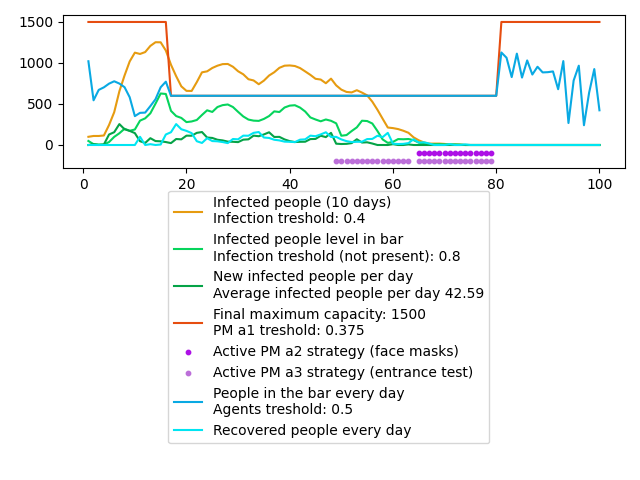 1500
1000
500
0
0
20
40
60
80
100
Infected people (10 days)
Infection treshold: 0.4
Infected people level in bar
Infection treshold (not present): 0.8
New infected people per day
Average infected people per day 42.59
Final maximum capacity: 1500
PM a1 treshold: 0.375
Active PM a2 strategy (face masks)
Active PM a3 strategy (entrance test)
People in the bar every day
Agents treshold: 0.5
Recovered people every day